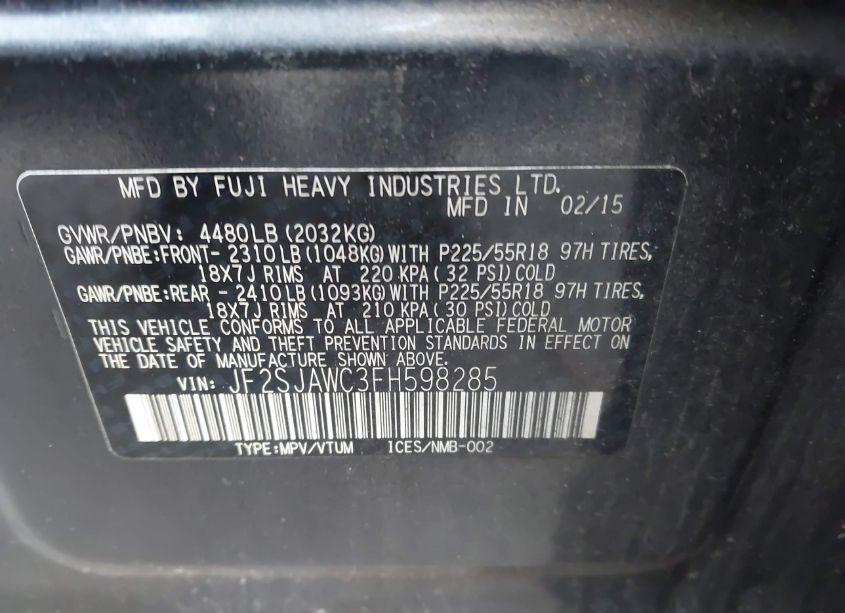 MFD BY FUJI HEAVY INDUSTRIES LTD.
MFD IN 02/15
GVWR/PNBV: 4480LB (2032KG)
GAWR/PNBE:FRONT- 2310LB (1048KG) WITH P225/55R18 97H TIRES,
18X7J RIMS AT 220 KPA ( 32 PSI) COLD
GAWR/PNBE:REAR - 2410LB (1093KG) WITH P225/55R18 97H TIRES,
18X7J RIMS AT 210 KPA ( 30 PSI) COLD
THIS VEHICLE CONFORMS TO ALL APPLICABLE FEDERAL MOTOR
VEHICLE SAFETY AND THEFT PREVENTION STANDARDS IN EFFECT ON
THE DATE OF MANUFACTURE SHOWN ABOVE.
VIN: JF2SJAWC3FH598285
TYPE:MPV/VTUM ICES/NMB-002